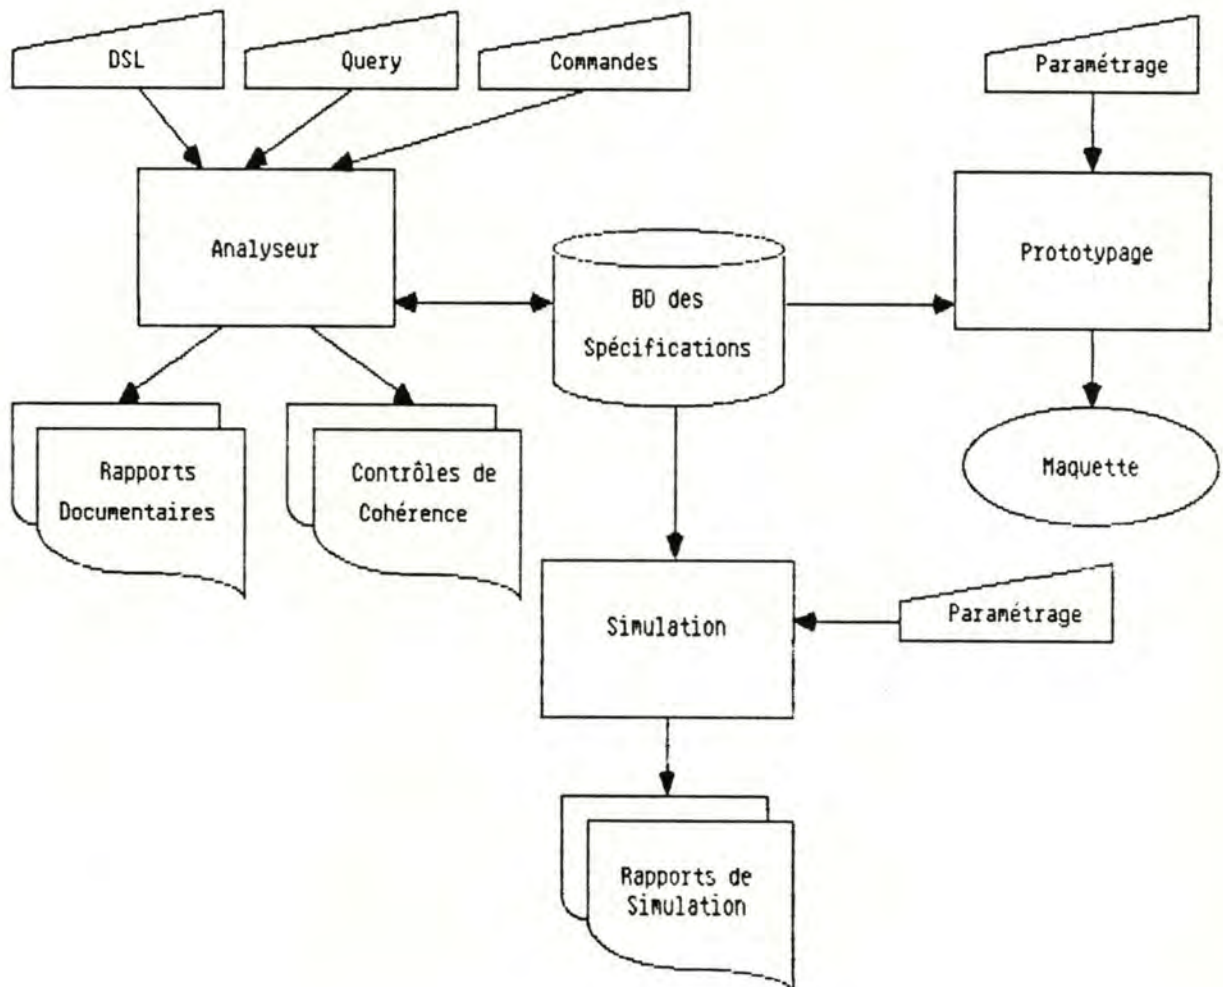 DSL
Query
Commandes
Paramétrage
Analyseur
Prototypage
BD des
Spécifications
Rapports
Documentaires
Contrôles de
Cohérence
Maquette
Simulation
Paramétrage
Rapports de
Simulation